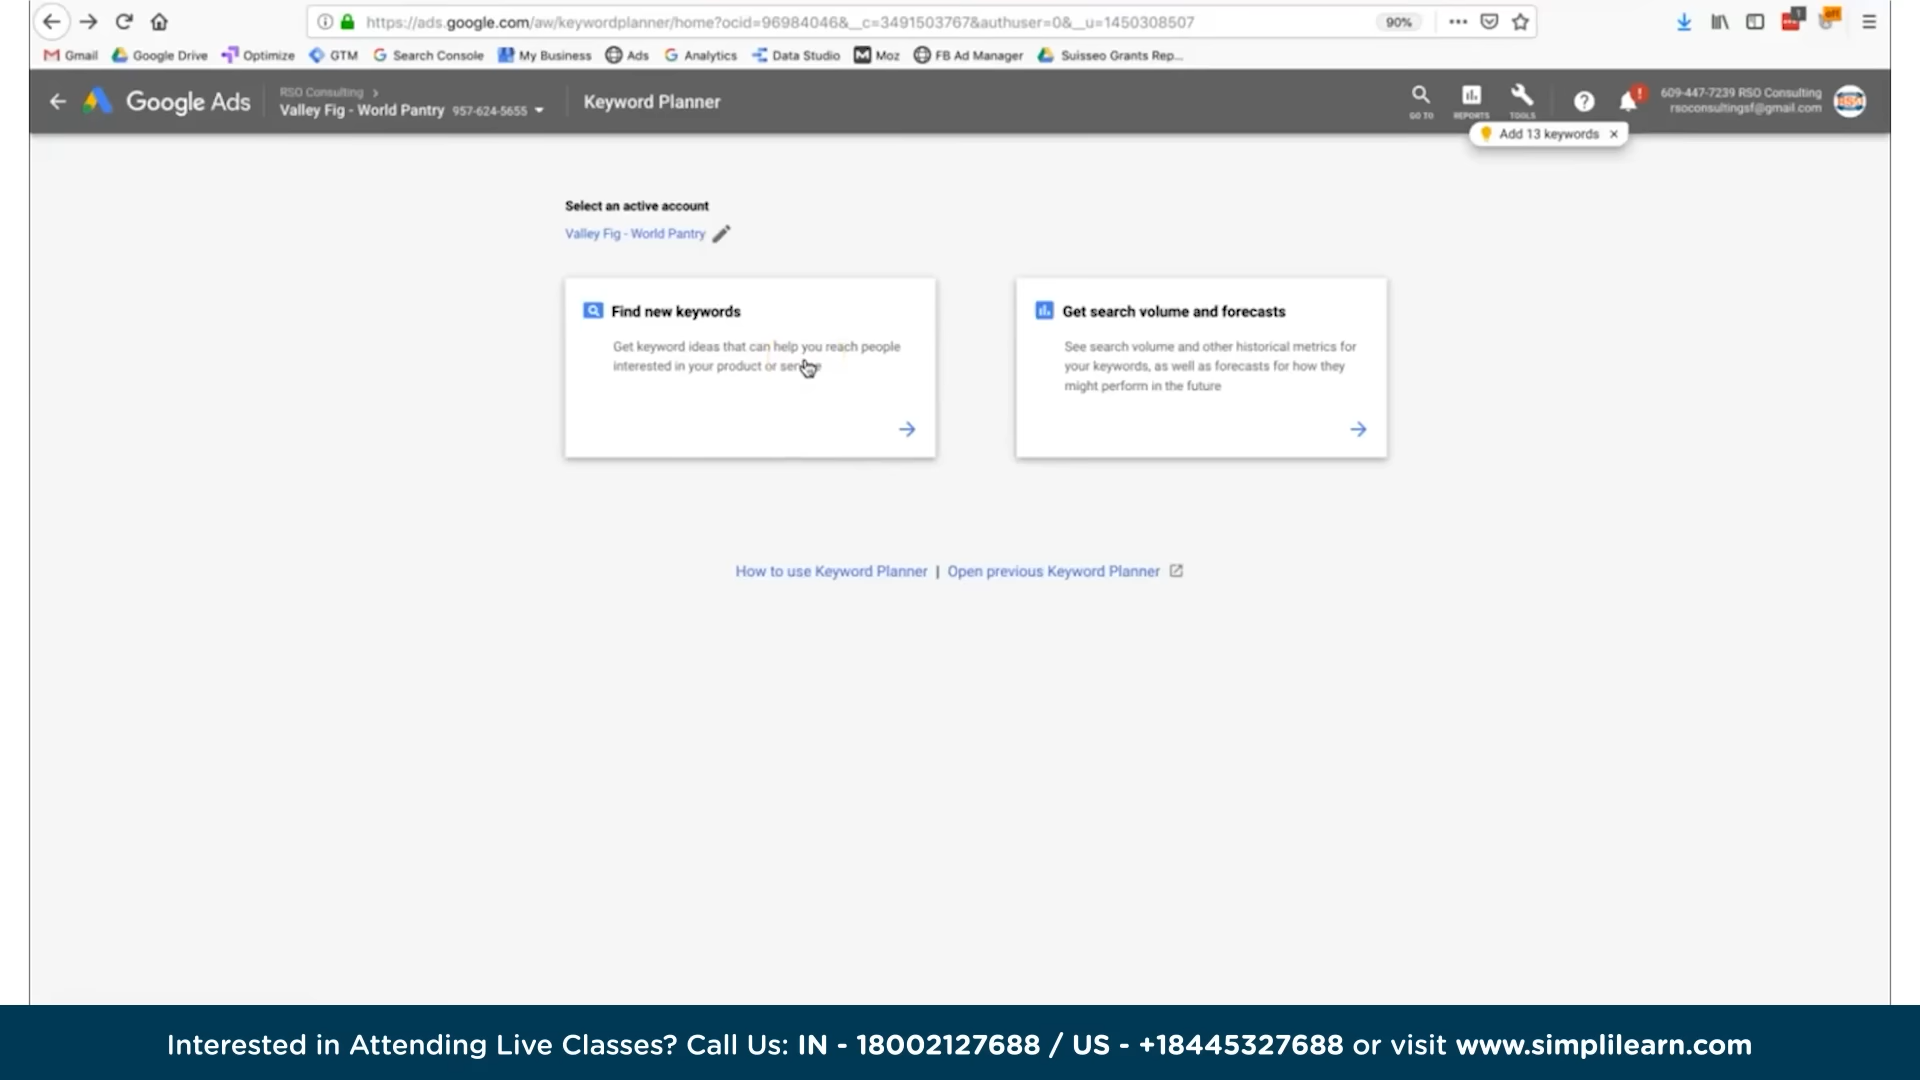 https://ads.google.com/aw/keywordplanner/home?ocid=96984046&__c=3491503767&authuser=0&__u=1450308507
90%
1
off
Gmail
Google Drive
Optimize
GTM
Search Console
My Business
Ads
Analytics
Data Studio
Moz
FB Ad Manager
Suisseo Grants Rep...
Google Ads
RSO Consulting >
Valley Fig - World Pantry 957-624-5655
Keyword Planner
GO TO
REPORTS
TOOLS
!
609-447-7239 RSO Consulting
rsoconsultingsf@gmail.com
RSO
Add 13 keywords ×
Select an active account
Valley Fig - World Pantry
Find new keywords
Get keyword ideas that can help you reach people
interested in your product or service
Get search volume and forecasts
See search volume and other historical metrics for
your keywords, as well as forecasts for how they
might perform in the future
How to use Keyword Planner | Open previous Keyword Planner
Interested in Attending Live Classes? Call Us: IN - 18002127688 / US - +18445327688 or visit www.simplilearn.com